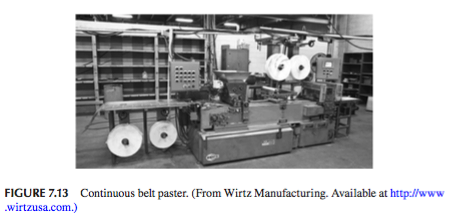 FIGURE 7.13 Continuous belt paster. (From Wirtz Manufacturing. Available at http://www
.wirtzusa.com.)